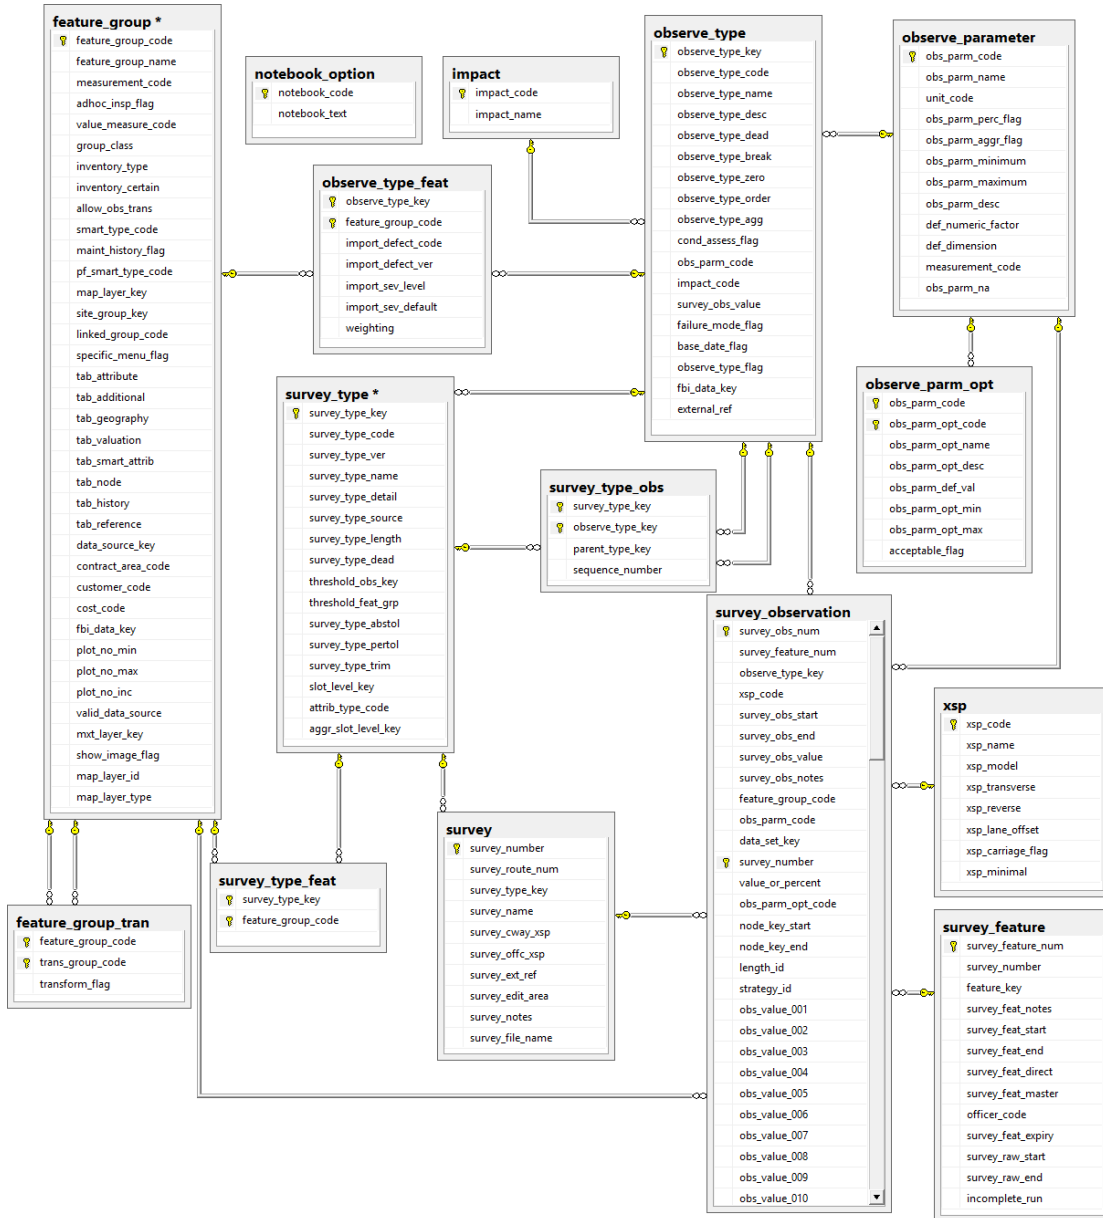 feature_group *
feature_group_code
feature_group_name
measurement_code
adhoc_insp_flag
value_measure_code
group_class
inventory_type
inventory_certain
allow_obs_trans
smart_type_code
maint_history_flag
pf_smart_type_code
map_layer_key
site_group_key
linked_group_code
specific_menu_flag
tab_attribute
tab_additional
tab_geography
tab_valuation
tab_smart_attrib
tab_node
tab_history
tab_reference
data_source_key
contract_area_code
customer_code
cost_code
fbi_data_key
plot_no_min
plot_no_max
plot_no_inc
valid_data_source
mxt_layer_key
show_image_flag
map_layer_id
map_layer_type
notebook_option
notebook_code
notebook_text
impact
impact_code
impact_name
observe_type
observe_type_key
observe_type_code
observe_type_name
observe_type_desc
observe_type_dead
observe_type_break
observe_type_zero
observe_type_order
observe_type_agg
cond_assess_flag
obs_parm_code
impact_code
survey_obs_value
failure_mode_flag
base_date_flag
observe_type_flag
fbi_data_key
external_ref
observe_parameter
obs_parm_code
obs_parm_name
unit_code
obs_parm_perc_flag
obs_parm_aggr_flag
obs_parm_minimum
obs_parm_maximum
obs_parm_desc
def_numeric_factor
def_dimension
measurement_code
obs_parm_na
observe_type_feat
observe_type_key
feature_group_code
import_defect_code
import_defect_ver
import_sev_level
import_sev_default
weighting
survey_type *
survey_type_key
survey_type_code
survey_type_ver
survey_type_name
survey_type_detail
survey_type_source
survey_type_length
survey_type_dead
threshold_obs_key
threshold_feat_grp
survey_type_abstol
survey_type_pertol
survey_type_trim
slot_level_key
attrib_type_code
aggr_slot_level_key
survey_type_obs
survey_type_key
observe_type_key
parent_type_key
sequence_number
observe_parm_opt
obs_parm_code
obs_parm_opt_code
obs_parm_opt_name
obs_parm_opt_desc
obs_parm_def_val
obs_parm_opt_min
obs_parm_opt_max
acceptable_flag
survey_observation
survey_obs_num
survey_feature_num
observe_type_key
xsp_code
survey_obs_start
survey_obs_end
survey_obs_value
survey_obs_notes
feature_group_code
obs_parm_code
data_set_key
survey_number
value_or_percent
obs_parm_opt_code
node_key_start
node_key_end
length_id
strategy_id
obs_value_001
obs_value_002
obs_value_003
obs_value_004
obs_value_005
obs_value_006
obs_value_007
obs_value_008
obs_value_009
obs_value_010
xsp
xsp_code
xsp_name
xsp_model
xsp_transverse
xsp_reverse
xsp_lane_offset
xsp_carriage_flag
xsp_minimal
survey
survey_number
survey_route_num
survey_type_key
survey_name
survey_cway_xsp
survey_offc_xsp
survey_ext_ref
survey_edit_area
survey_notes
survey_file_name
survey_type_feat
survey_type_key
feature_group_code
feature_group_tran
feature_group_code
trans_group_code
transform_flag
survey_feature
survey_feature_num
survey_number
feature_key
survey_feat_notes
survey_feat_start
survey_feat_end
survey_feat_direct
survey_feat_master
officer_code
survey_feat_expiry
survey_raw_start
survey_raw_end
incomplete_run